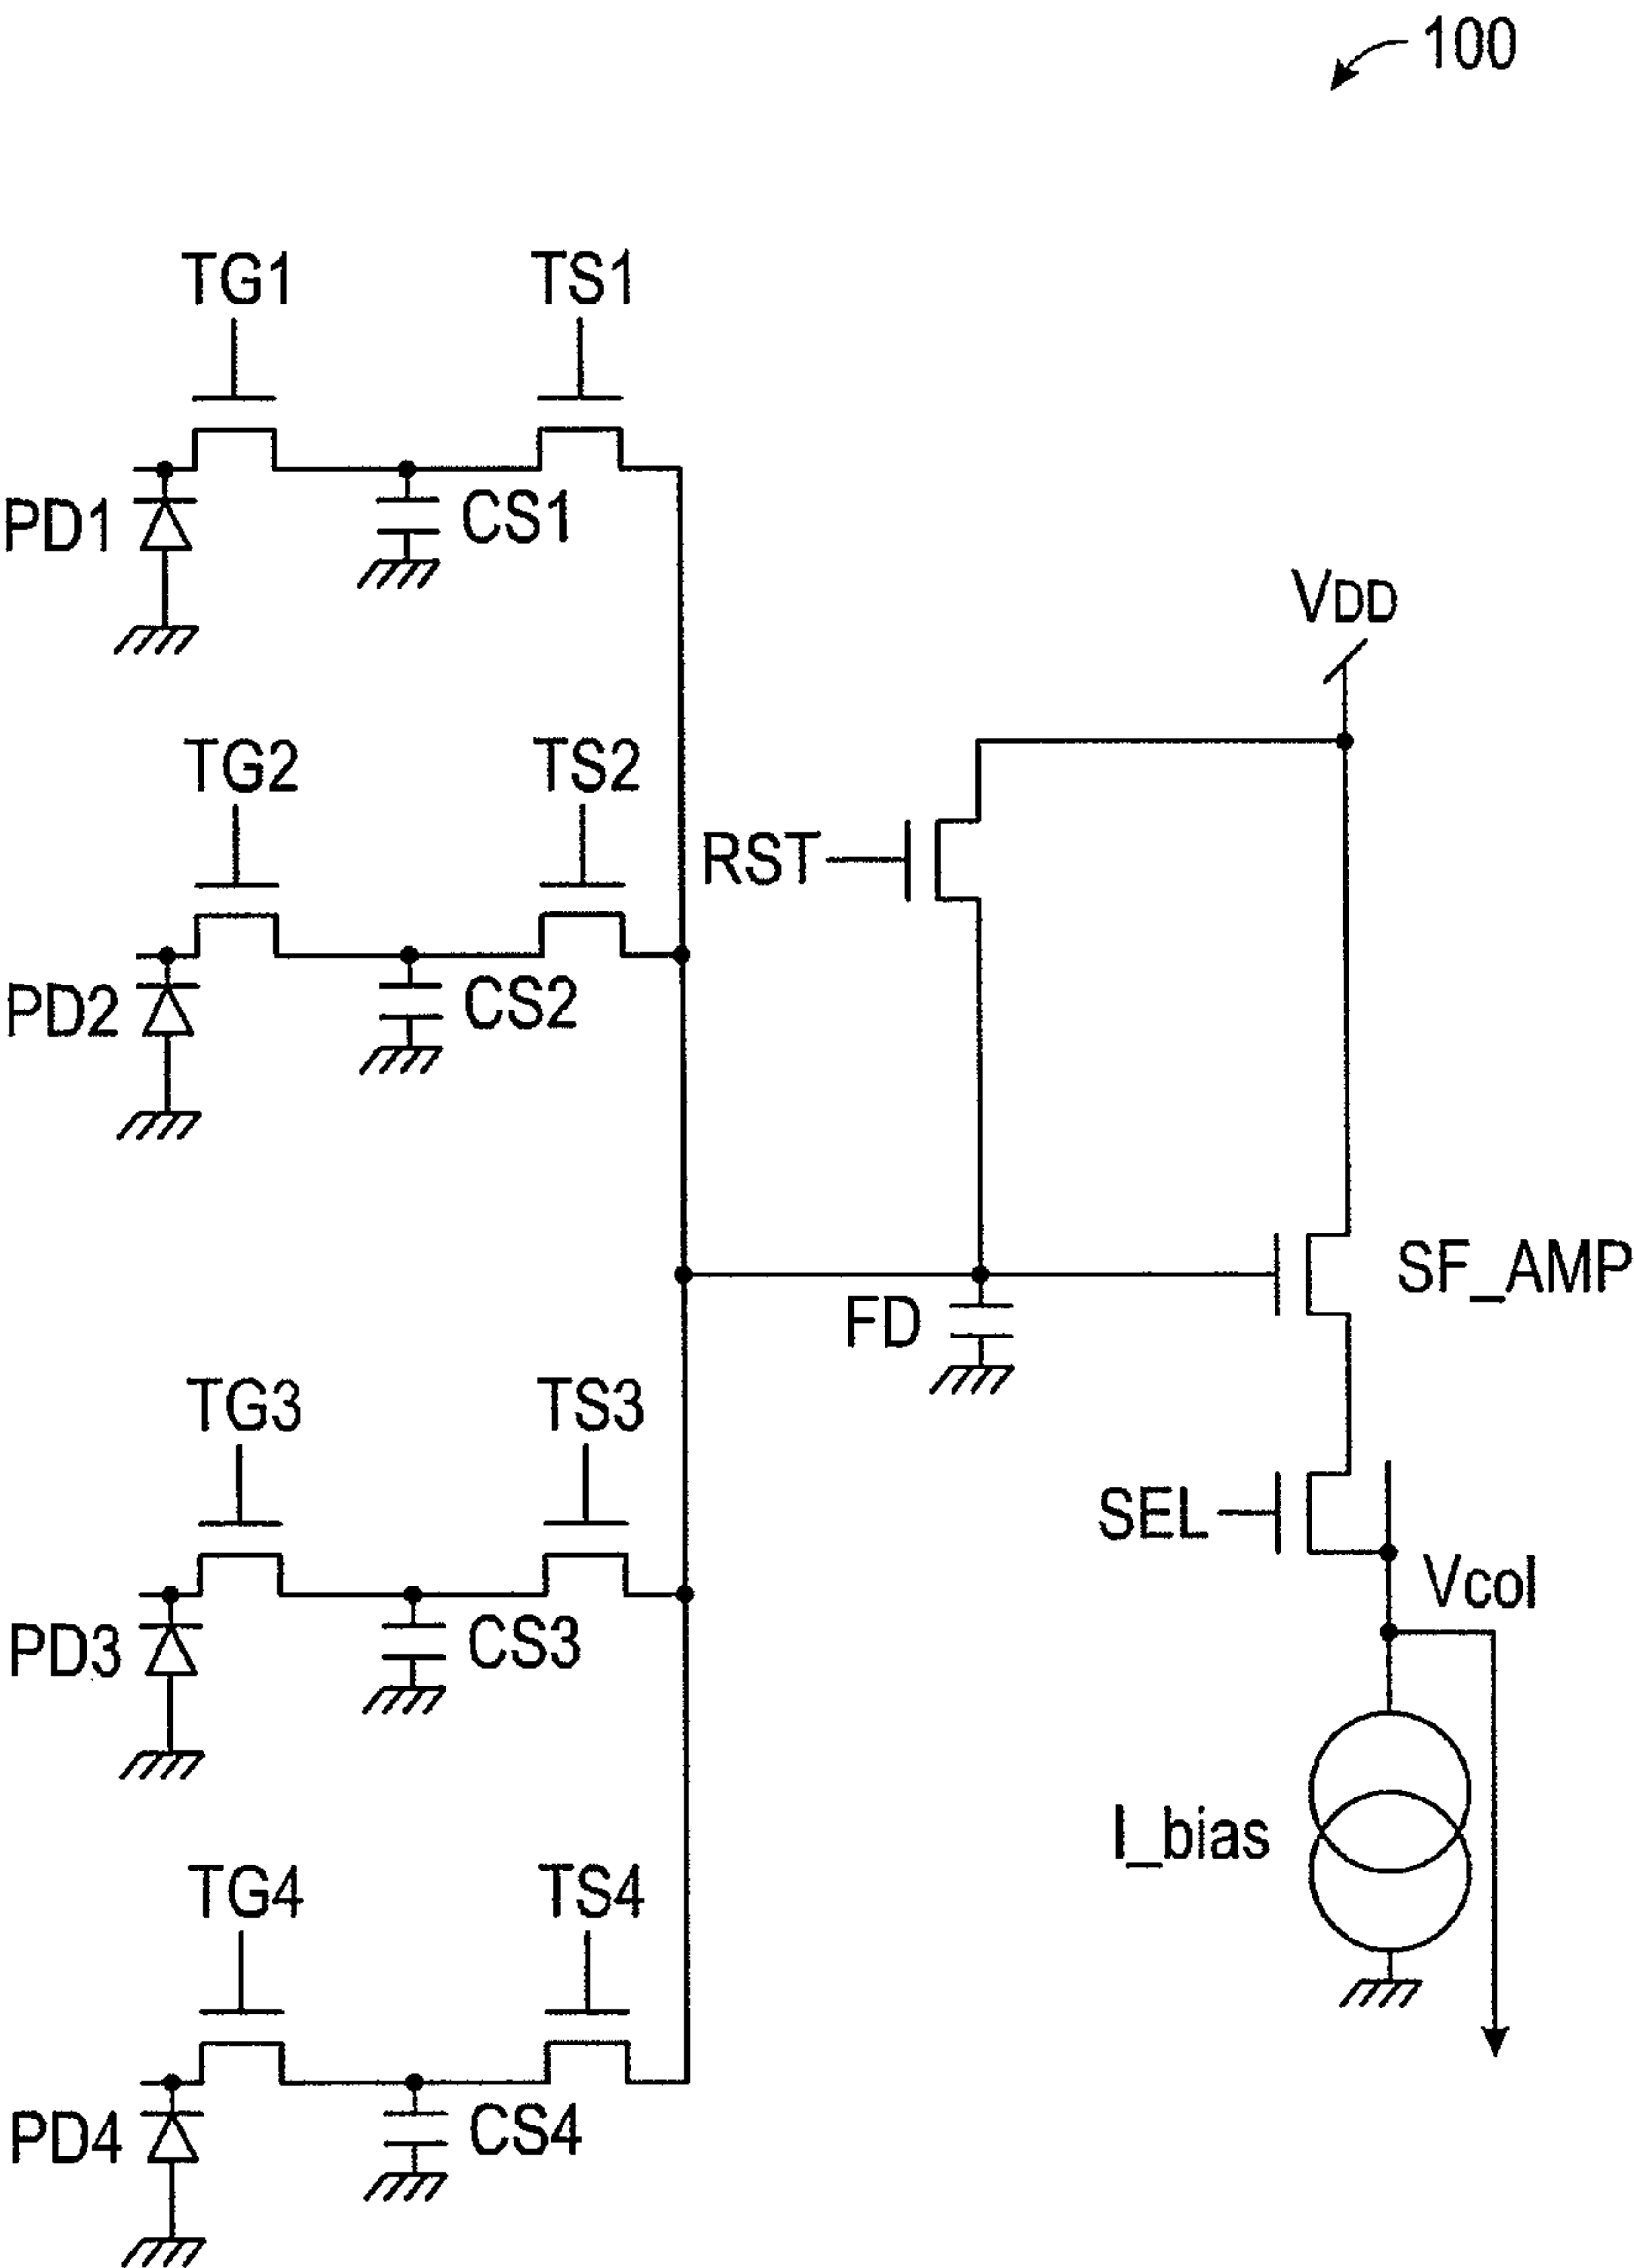 100
TG1 TS1
PD1 CS1
VDD
TG2 TS2
RST
PD2 CS2
SF_AMP
FD
TG3 TS3
SEL
Vcol
PD3 CS3
I_bias
TG4 TS4
PD4 CS4